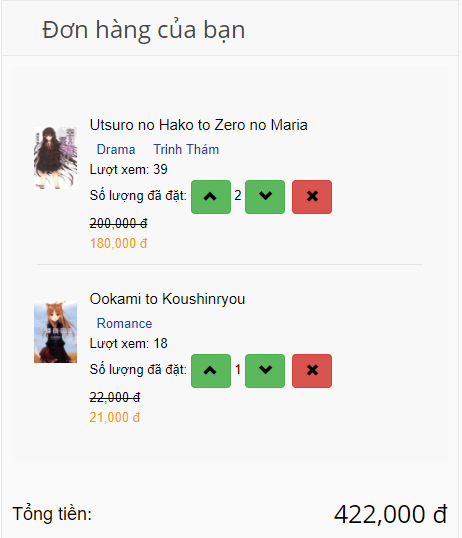 Đơn hàng của bạn
Utsuro no Hako to Zero no Maria
Drama Trinh Thám
Lượt xem: 39
Số lượng đã đặt: 2
200,000 đ
180,000 đ
Ookami to Koushinryou
Romance
Lượt xem: 18
Số lượng đã đặt: 1
22,000 đ
21,000 đ
Tổng tiền: 422,000 đ